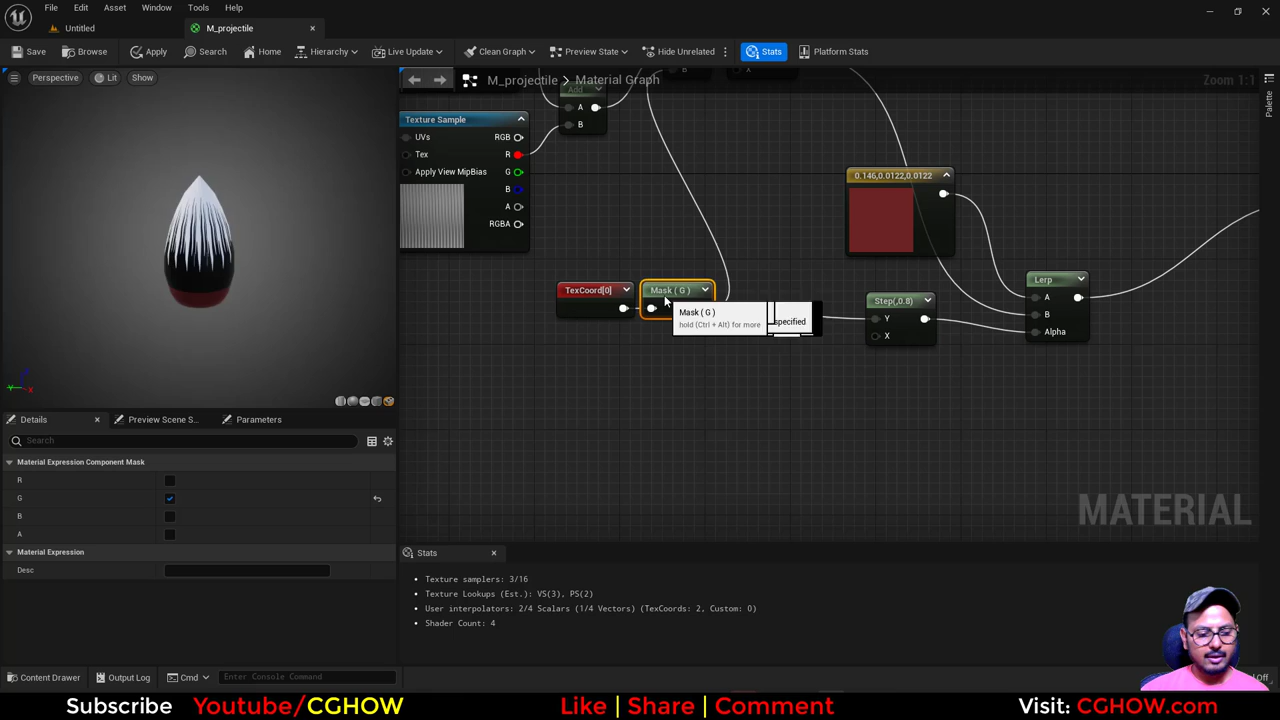 File Edit Asset Window Tools Help
Untitled
M_projectile
Save Browse Apply Search Home Hierarchy Live Update Clean Graph Preview State Hide Unrelated Stats Platform Stats
Perspective Lit Show
M_projectile > Material Graph
Zoom 1:1
Palette
Add
A
B
Texture Sample
UVs RGB
Tex R
Apply View MipBias G
B
A
RGBA
0.146,0.0122,0.0122
TexCoord[0]
Mask ( G )
Mask ( G )
hold (Ctrl + Alt) for more
specified
Step(,0.8)
Y
X
Lerp
A
B
Alpha
MATERIAL
Details
Preview Scene S...
Parameters
Search
Material Expression Component Mask
R
G
B
A
Material Expression
Desc
Stats
Texture samplers: 3/16
Texture Lookups (Est.): VS(3), PS(2)
User interpolators: 2/4 Scalars (1/4 Vectors) (TexCoords: 2, Custom: 0)
Shader Count: 4
Content Drawer Output Log Cmd Enter Console Command
Off
Subscribe Youtube/CGHOW Like | Share | Comment Visit: CGHOW.com